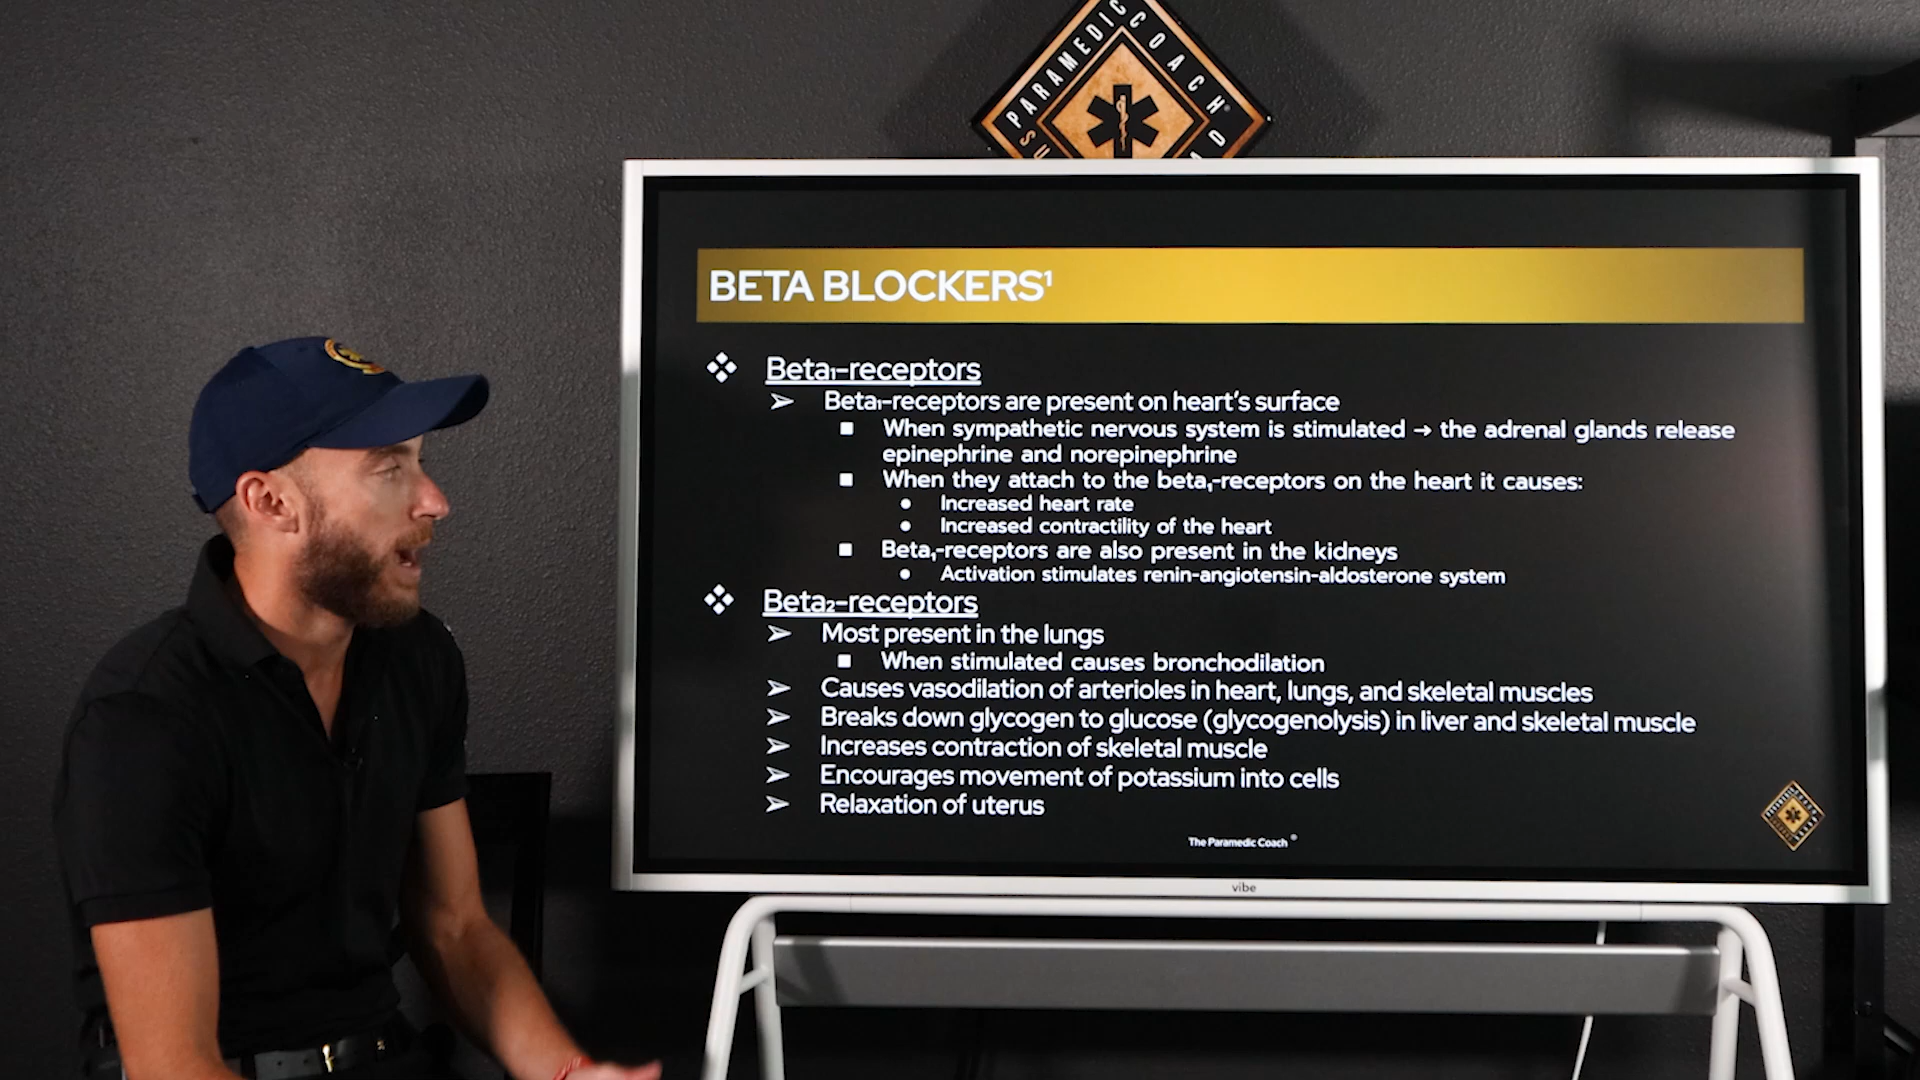 PARAMEDIC COACH
SU
BETA BLOCKERS¹
❖ Beta₁-receptors
➢ Beta₁-receptors are present on heart's surface
■ When sympathetic nervous system is stimulated → the adrenal glands release
epinephrine and norepinephrine
■ When they attach to the beta₁-receptors on the heart it causes:
● Increased heart rate
● Increased contractility of the heart
■ Beta₁-receptors are also present in the kidneys
● Activation stimulates renin-angiotensin-aldosterone system
❖ Beta₂-receptors
➢ Most present in the lungs
■ When stimulated causes bronchodilation
➢ Causes vasodilation of arterioles in heart, lungs, and skeletal muscles
➢ Breaks down glycogen to glucose (glycogenolysis) in liver and skeletal muscle
➢ Increases contraction of skeletal muscle
➢ Encourages movement of potassium into cells
➢ Relaxation of uterus
The Paramedic Coach ®
vibe